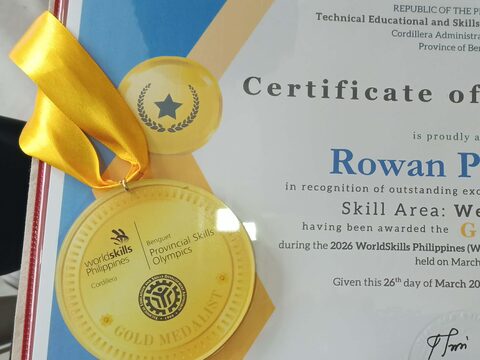 REPUBLIC OF THE
Technical Educational and Skills
Cordillera Administra
Province of Ben
Certificate of
is proudly a
Rowan P
in recognition of outstanding exc
Skill Area: We
having been awarded the G
during the 2026 WorldSkills Philippines (W
held on March
Given this 26th day of March 20
worldskills
Philippines
Cordillera
Benguet
Provincial Skills
Olympics
GOLD MEDALIST